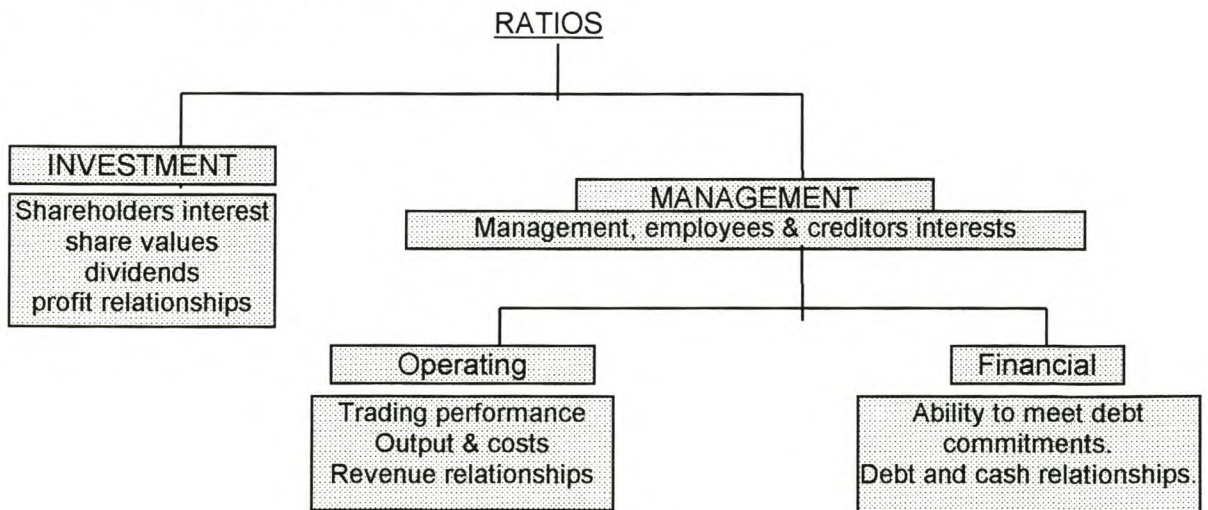 RATIOS
INVESTMENT
Shareholders interest
share values
dividends
profit relationships
MANAGEMENT
Management, employees & creditors interests
Operating
Trading performance
Output & costs
Revenue relationships
Financial
Ability to meet debt
commitments.
Debt and cash relationships.